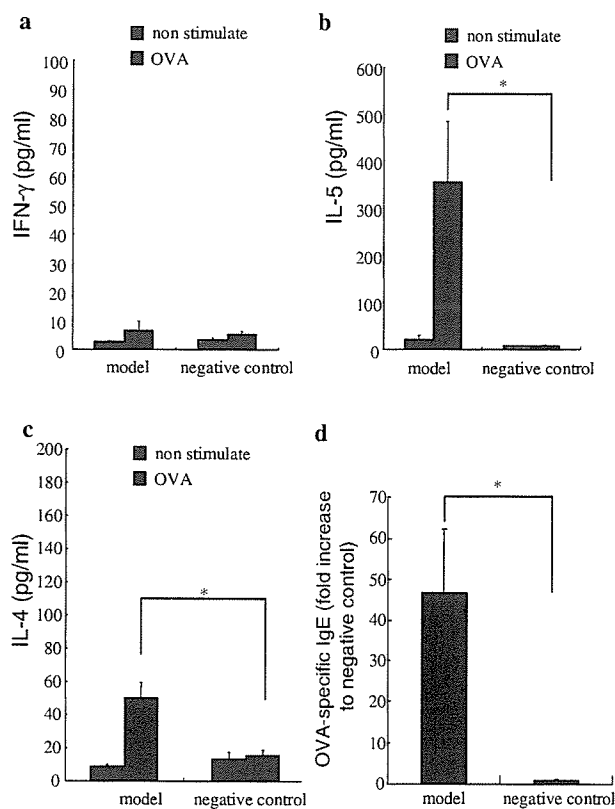 a
non stimulate
OVA
IFN-γ (pg/ml)
100
90
80
70
60
50
40
30
20
10
0
model negative control
b
non stimulate
OVA
IL-5 (pg/ml)
600
500
400
300
200
100
0
*
model negative control
c
non stimulate
OVA
IL-4 (pg/ml)
200
180
160
140
120
100
80
60
40
20
0
*
model negative control
d
OVA-specific IgE (fold increase
to negative control)
70
60
50
40
30
20
10
0
*
model negative control